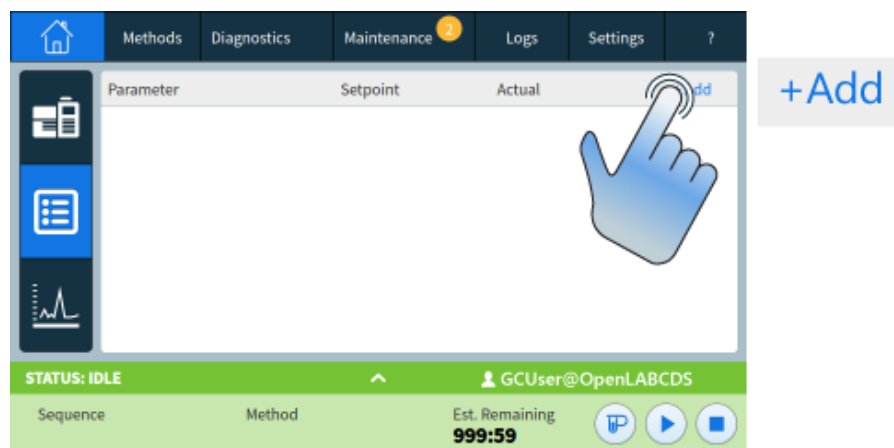 Methods Diagnostics Maintenance 2 Logs Settings ?
Parameter Setpoint Actual dd
+Add
STATUS: IDLE GCUser@OpenLABCDS
Sequence Method Est. Remaining
999:59